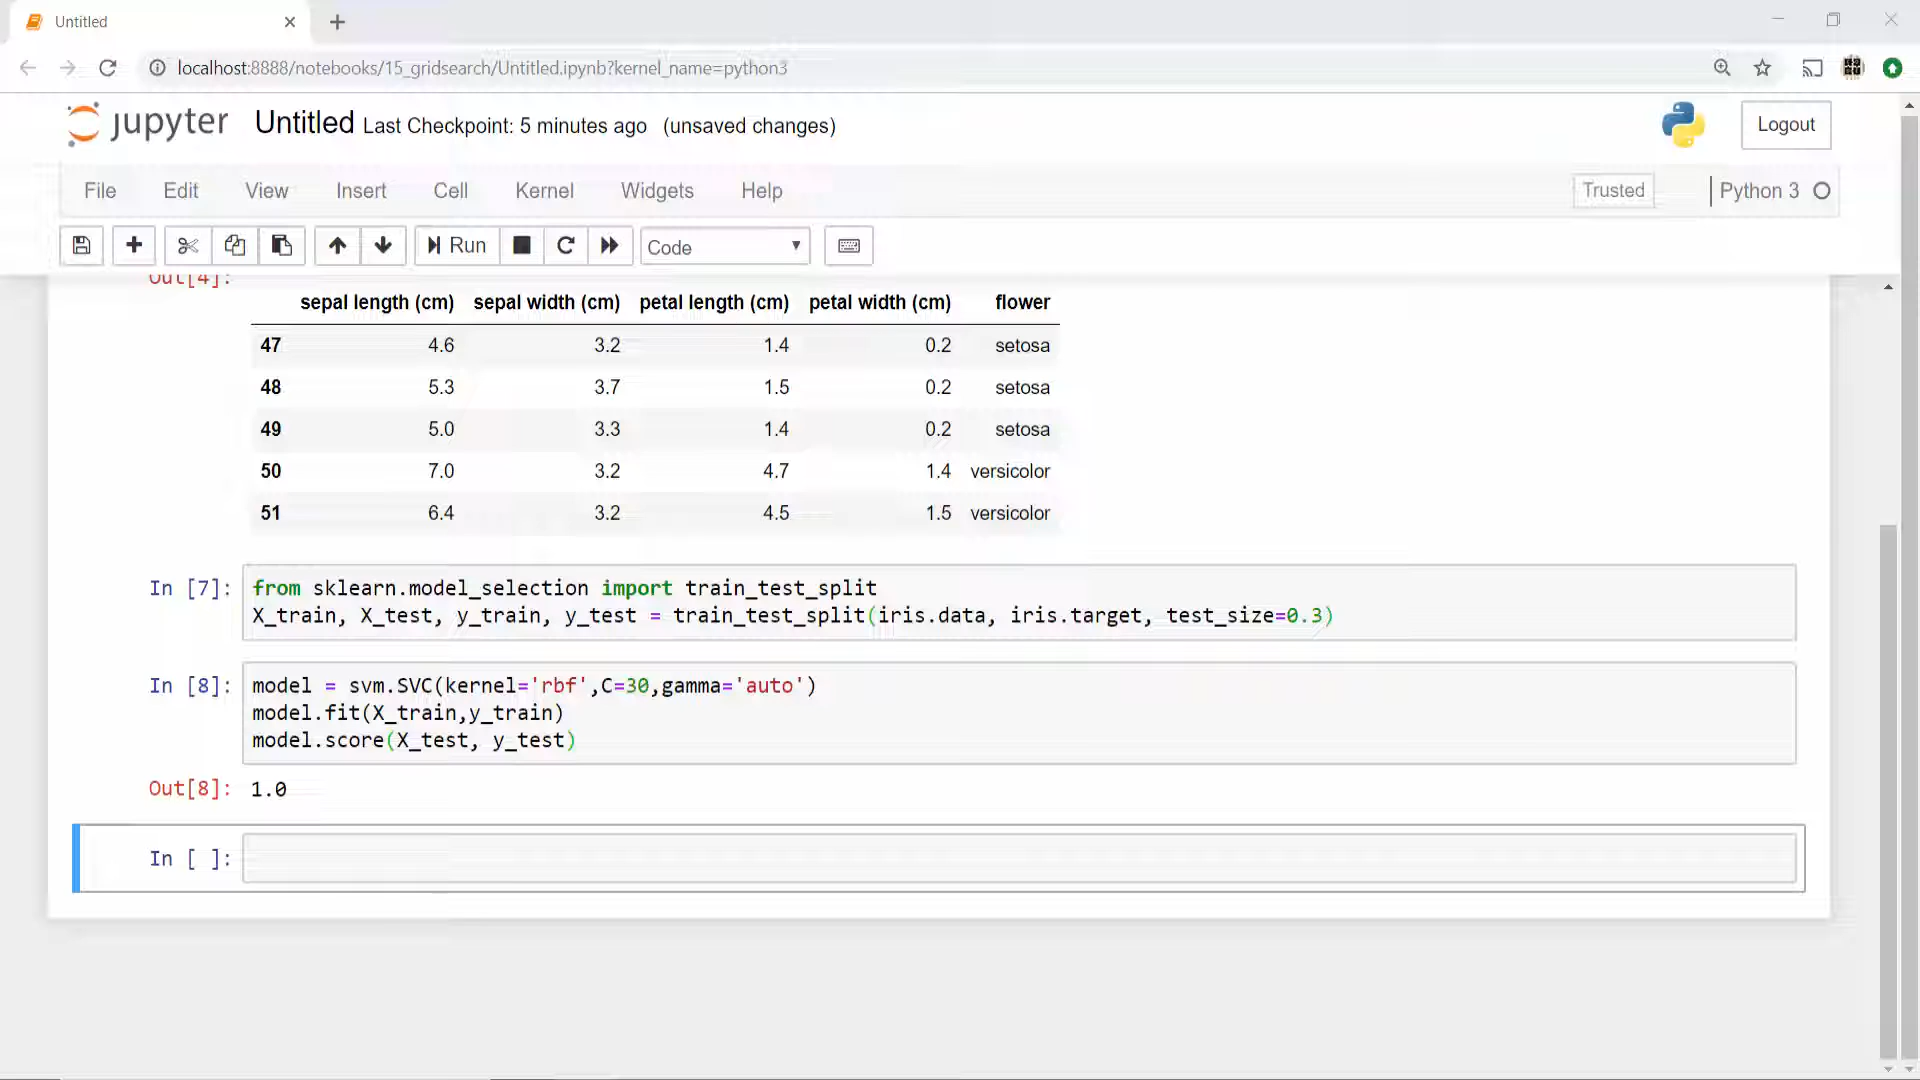 Untitled
localhost:8888/notebooks/15_gridsearch/Untitled.ipynb?kernel_name=python3
jupyter Untitled Last Checkpoint: 5 minutes ago (unsaved changes)
Logout
File Edit View Insert Cell Kernel Widgets Help Trusted Python 3
Run Code
Out[4]:
sepal length (cm) sepal width (cm) petal length (cm) petal width (cm) flower
47 4.6 3.2 1.4 0.2 setosa
48 5.3 3.7 1.5 0.2 setosa
49 5.0 3.3 1.4 0.2 setosa
50 7.0 3.2 4.7 1.4 versicolor
51 6.4 3.2 4.5 1.5 versicolor
In [7]: from sklearn.model_selection import train_test_split
X_train, X_test, y_train, y_test = train_test_split(iris.data, iris.target, test_size=0.3)
In [8]: model = svm.SVC(kernel='rbf',C=30,gamma='auto')
model.fit(X_train,y_train)
model.score(X_test, y_test)
Out[8]: 1.0
In [ ]: